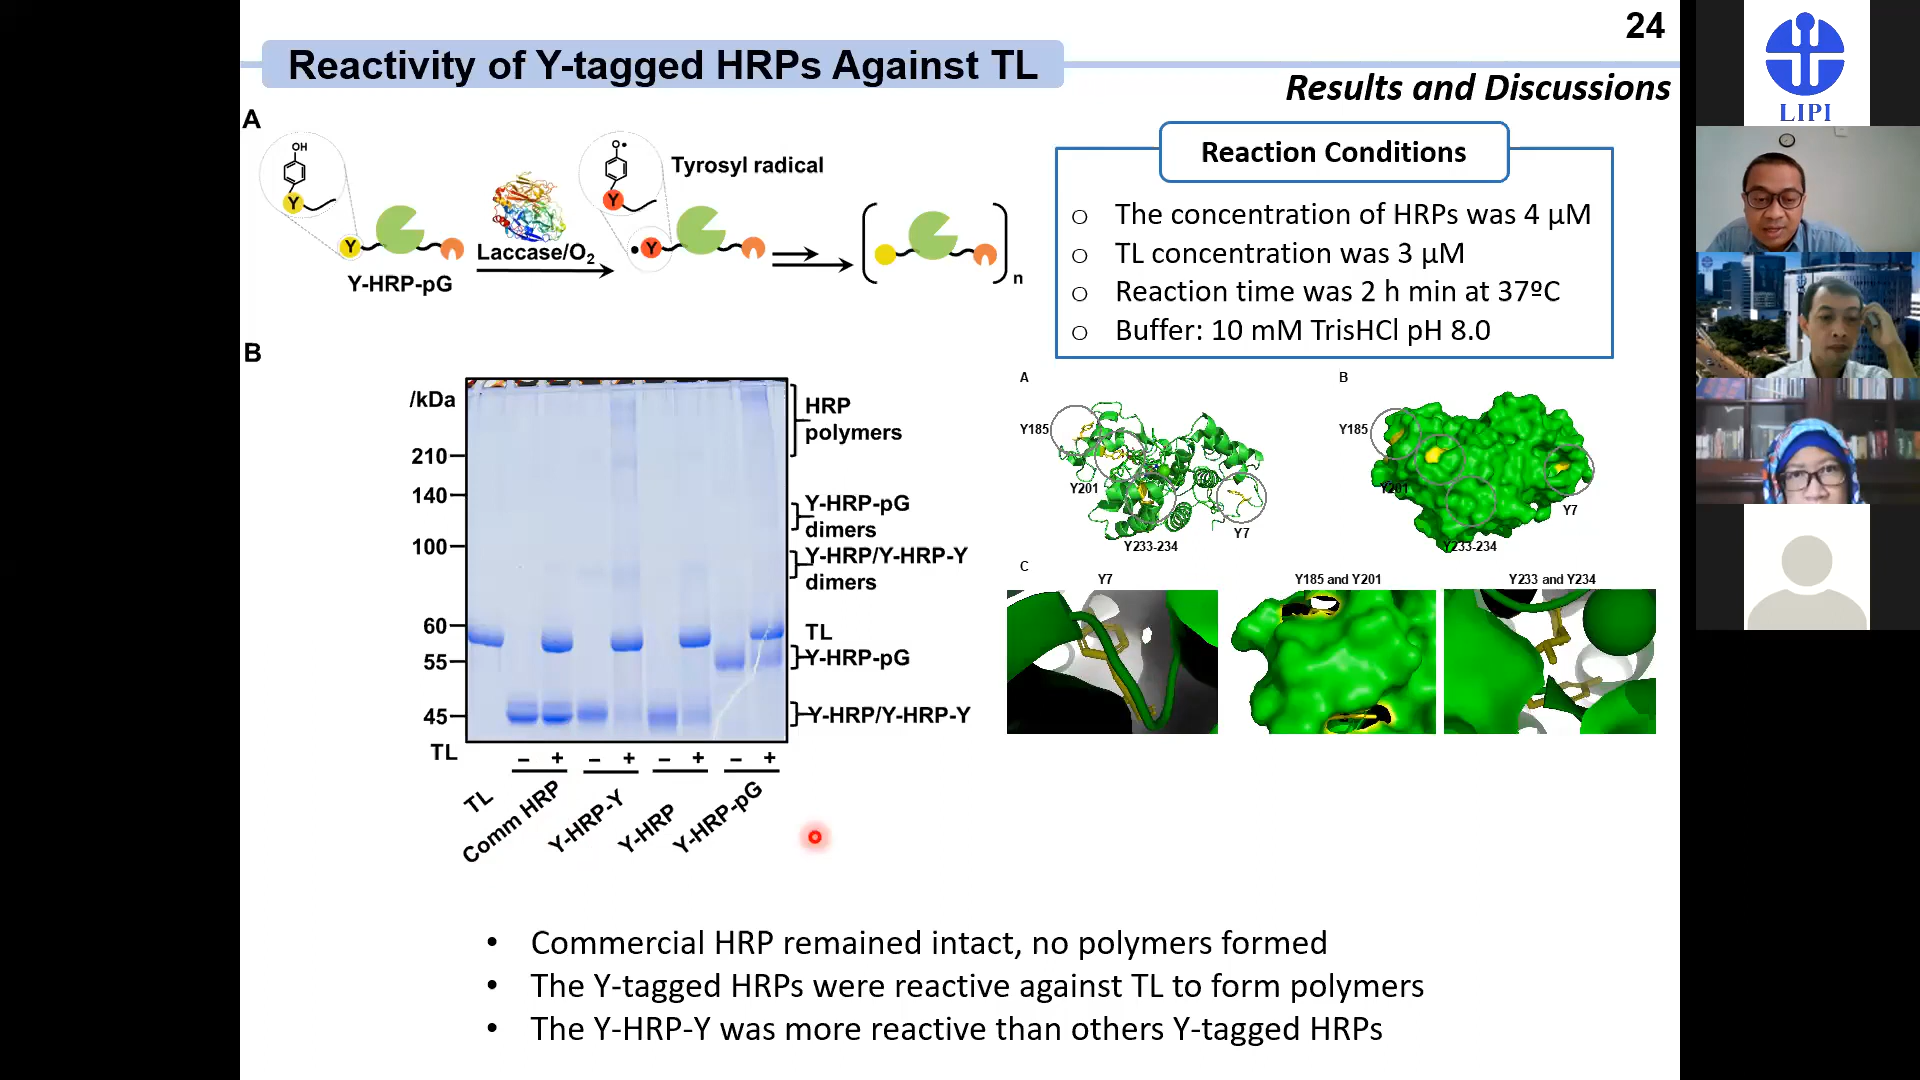 24
Reactivity of Y-tagged HRPs Against TL
Results and Discussions
LIPI
A
OH
Y
Y
Y-HRP-pG
Laccase/O2
O•
Y
Tyrosyl radical
•Y
n
Reaction Conditions
o The concentration of HRPs was 4 µM
o TL concentration was 3 µM
o Reaction time was 2 h min at 37ºC
o Buffer: 10 mM TrisHCl pH 8.0
B
/kDa
210
140
100
60
55
45
HRP
polymers
Y-HRP-pG
dimers
Y-HRP/Y-HRP-Y
dimers
TL
Y-HRP-pG
Y-HRP/Y-HRP-Y
TL
− + − + − + − +
TL
Comm HRP
Y-HRP-Y
Y-HRP
Y-HRP-pG
A
Y185
Y201
Y233-234
Y7
B
Y185
Y201
Y233-234
Y7
C
Y7
Y185 and Y201
Y233 and Y234
• Commercial HRP remained intact, no polymers formed
• The Y-tagged HRPs were reactive against TL to form polymers
• The Y-HRP-Y was more reactive than others Y-tagged HRPs